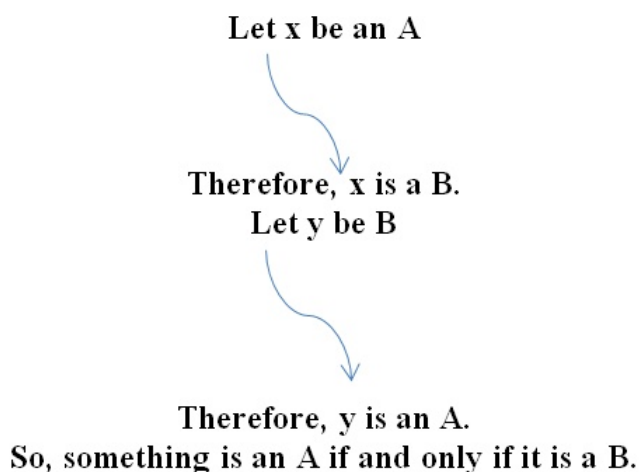 Let x be an A
Therefore, x is a B.
Let y be B
Therefore, y is an A.
So, something is an A if and only if it is a B.